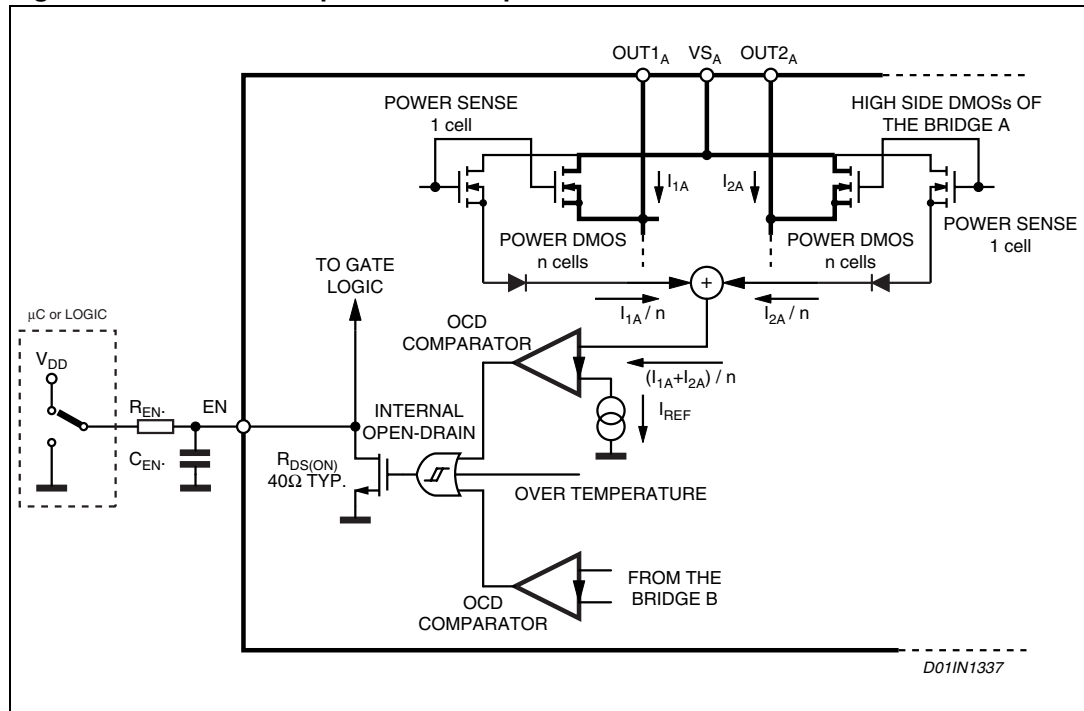 OUT1A VSA OUT2A
POWER SENSE
1 cell
HIGH SIDE DMOSs OF
THE BRIDGE A
I1A I2A
POWER DMOS
n cells
POWER DMOS
n cells
POWER SENSE
1 cell
TO GATE
LOGIC
+
I1A / n I2A / n
μC or LOGIC
VDD
OCD
COMPARATOR
(I1A+I2A) / n
IREF
REN. EN
CEN.
INTERNAL
OPEN-DRAIN
RDS(ON)
40Ω TYP.
OVER TEMPERATURE
OCD
COMPARATOR
FROM THE
BRIDGE B
D01IN1337